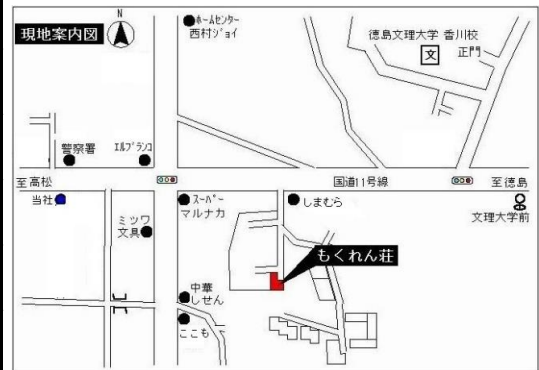 現地案内図
N
ホームセンター
西村ジョイ
徳島文理大学 香川校
文
正門
警察署
エルブランコ
至高松
国道11号線
至徳島
当社
スーパー
マルナカ
しまむら
文理大学前
ミツワ
文具
もくれん荘
中華
しせん
ここも